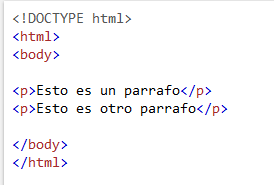 <!DOCTYPE html>
<html>
<body>
<p>Esto es un parrafo</p>
<p>Esto es otro parrafo</p>
</body>
</html>